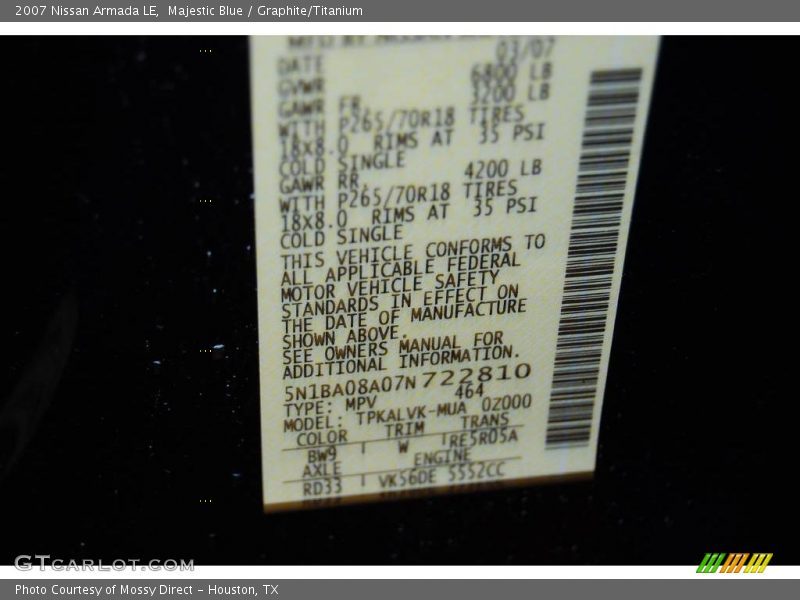 2007 Nissan Armada LE, Majestic Blue / Graphite/Titanium
DATE 03/07
GVWR 6800 LB
GAWR FR. 3200 LB
WITH P265/70R18 TIRES
18X8.0 RIMS AT 35 PSI
COLD SINGLE
GAWR RR. 4200 LB
WITH P265/70R18 TIRES
18X8.0 RIMS AT 35 PSI
COLD SINGLE
THIS VEHICLE CONFORMS TO
ALL APPLICABLE FEDERAL
MOTOR VEHICLE SAFETY
STANDARDS IN EFFECT ON
THE DATE OF MANUFACTURE
SHOWN ABOVE.
SEE OWNERS MANUAL FOR
ADDITIONAL INFORMATION.
5N1BA08A07N722810
TYPE: MPV 464
MODEL: TPKALVK-MUA 0Z000
COLOR TRIM TRANS
BW9 W RE5R05A
AXLE ENGINE
RD33 VK56DE 5552CC
GTCARLOT.COM
Photo Courtesy of Mossy Direct - Houston, TX